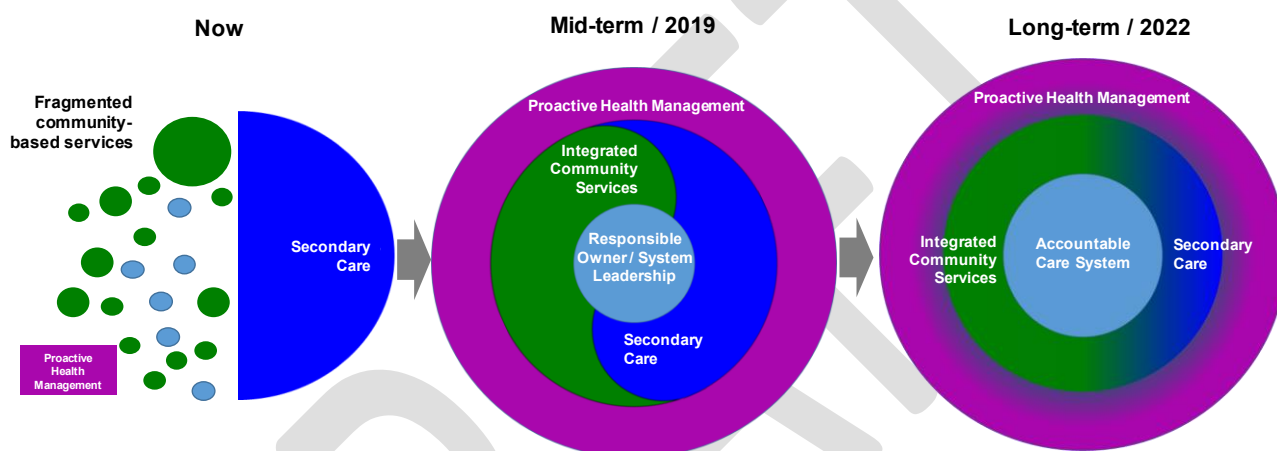 Now
Mid-term / 2019
Long-term / 2022
Fragmented
community-
based services
Secondary
Care
Proactive
Health
Management
Proactive Health Management
Integrated
Community
Services
Responsible
Owner / System
Leadership
Secondary
Care
Proactive Health Management
Integrated
Community
Services
Accountable
Care System
Secondary
Care